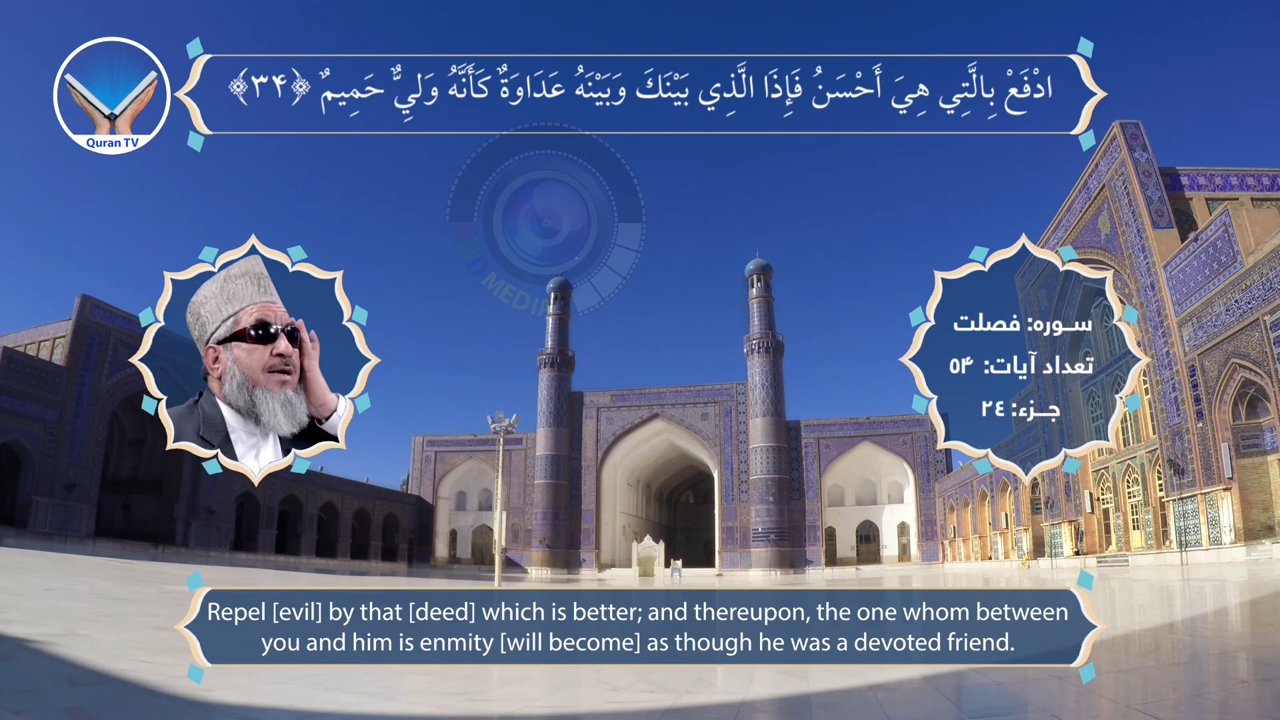 ادْفَعْ بِالَّتِي هِيَ أَحْسَنُ فَإِذَا الَّذِي بَيْنَكَ وَبَيْنَهُ عَدَاوَةٌ كَأَنَّهُ وَلِيٌّ حَمِيمٌ ﴿۳۴﴾
Quran TV
MEDIA
سوره: فصلت
تعداد آیات: ۵۴
جزء: ٢٤
Repel [evil] by that [deed] which is better; and thereupon, the one whom between
you and him is enmity [will become] as though he was a devoted friend.